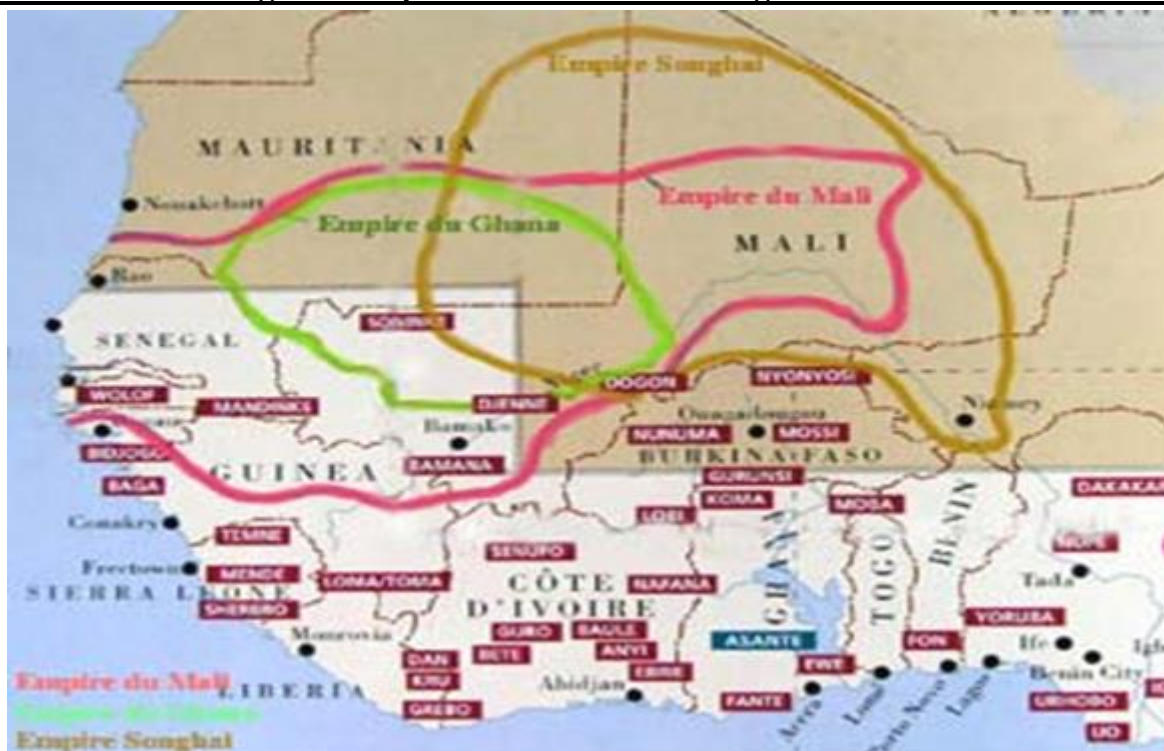 Empire Songhai
MAURITANIA
Nouakchott
Empire du Mali
Empire du Ghana
MALI
Rao
SONINKE
SENEGAL
WOLOF
MANDINKE
DJENNE
DOGON
NYONYOSI
Niamey
Ouagadougou
NUNUMA
MOSSI
Bamako
BIDJOGO
BURKINA FASO
GUINEA
BAMANA
BAGA
GURUNSI
KOMA
MOBA
DAKAKARI
LOBI
Conakry
TEMNE
SENUFO
GHANA
TOGO
BENIN
NUPE
Freetown
MENDE
LOMA/TOMA
CÔTE
D'IVOIRE
NAFANA
Tada
SIERRA LEONE
SHERBRO
YORUBA
Monrovia
GURO
BAULE
ASANTE
FON
Ife
DAN
BETE
ANYI
EWE
Benin City
KRU
Empire du Mali
LIBERIA
Abidjan
FANTE
URHOBO
GREBO
Accra
Lomé
Porto Novo
Lagos
Empire du Ghana
IJO
Empire Songhai